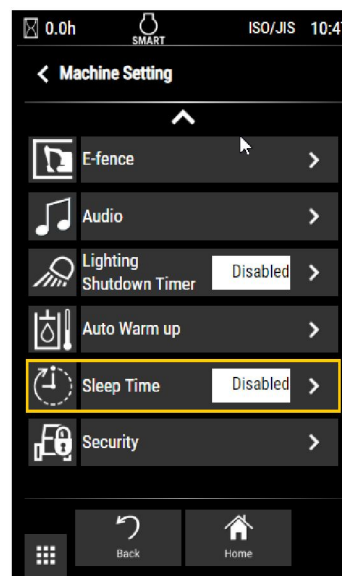 0.0h SMART ISO/JIS 10:47
Machine Setting
E-fence
Audio
Lighting
Shutdown Timer Disabled
Auto Warm up
Sleep Time Disabled
Security
Back Home